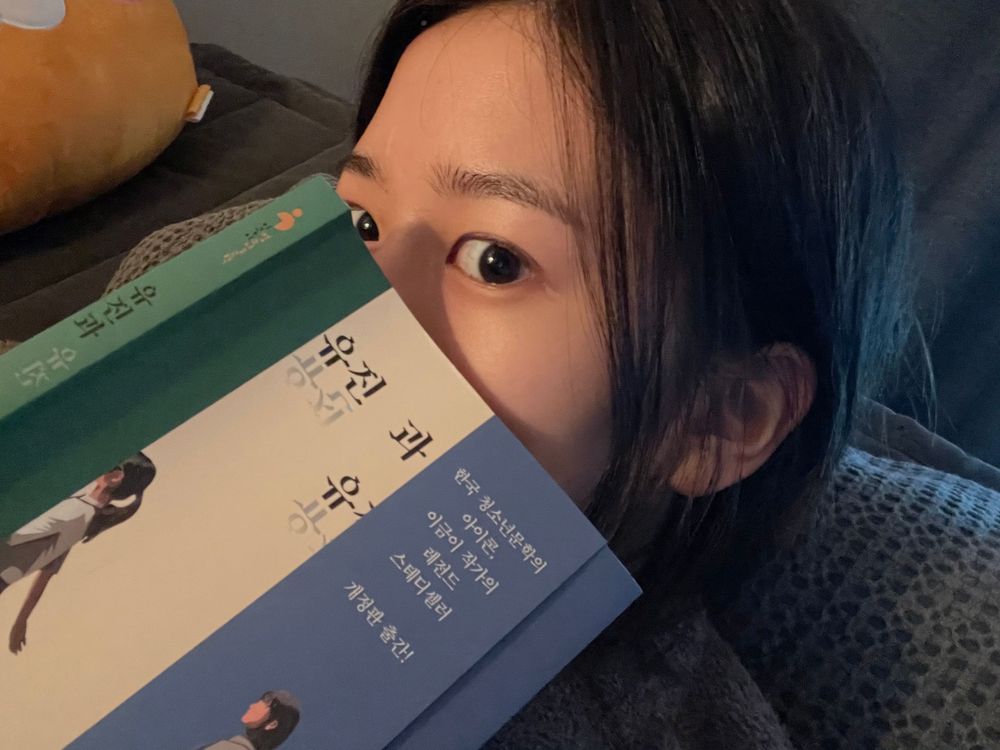 유진
과
유진
유진
과
유
한국 청소년문학의
아이콘,
이금이 작가의
레전드
스테디셀러
개정판 출간!